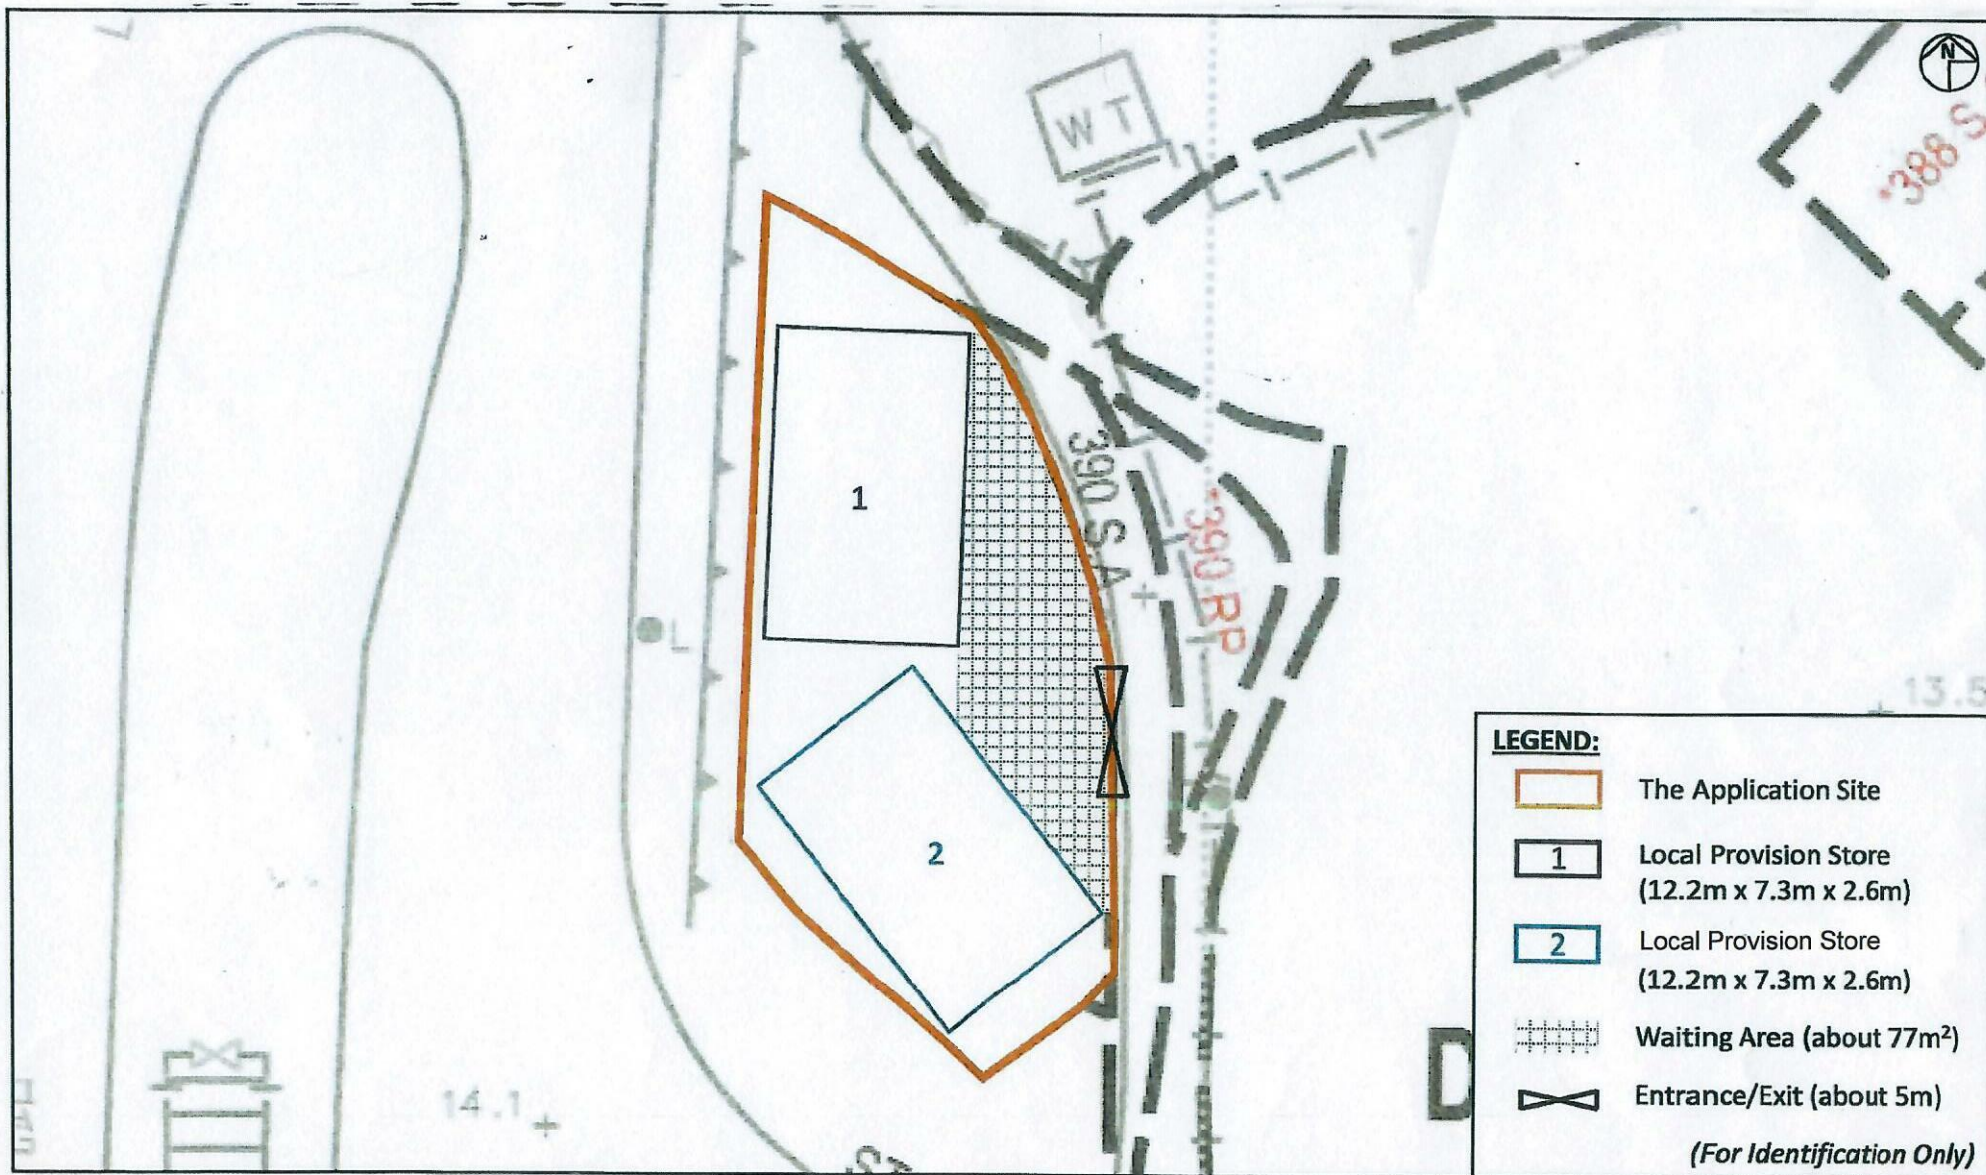 N
W T
*388 S
1
390 S.A
*390 RP
L
13.5
2
14.1
D
LEGEND:
The Application Site
1 Local Provision Store
(12.2m x 7.3m x 2.6m)
2 Local Provision Store
(12.2m x 7.3m x 2.6m)
Waiting Area (about 77m²)
Entrance/Exit (about 5m)
(For Identification Only)